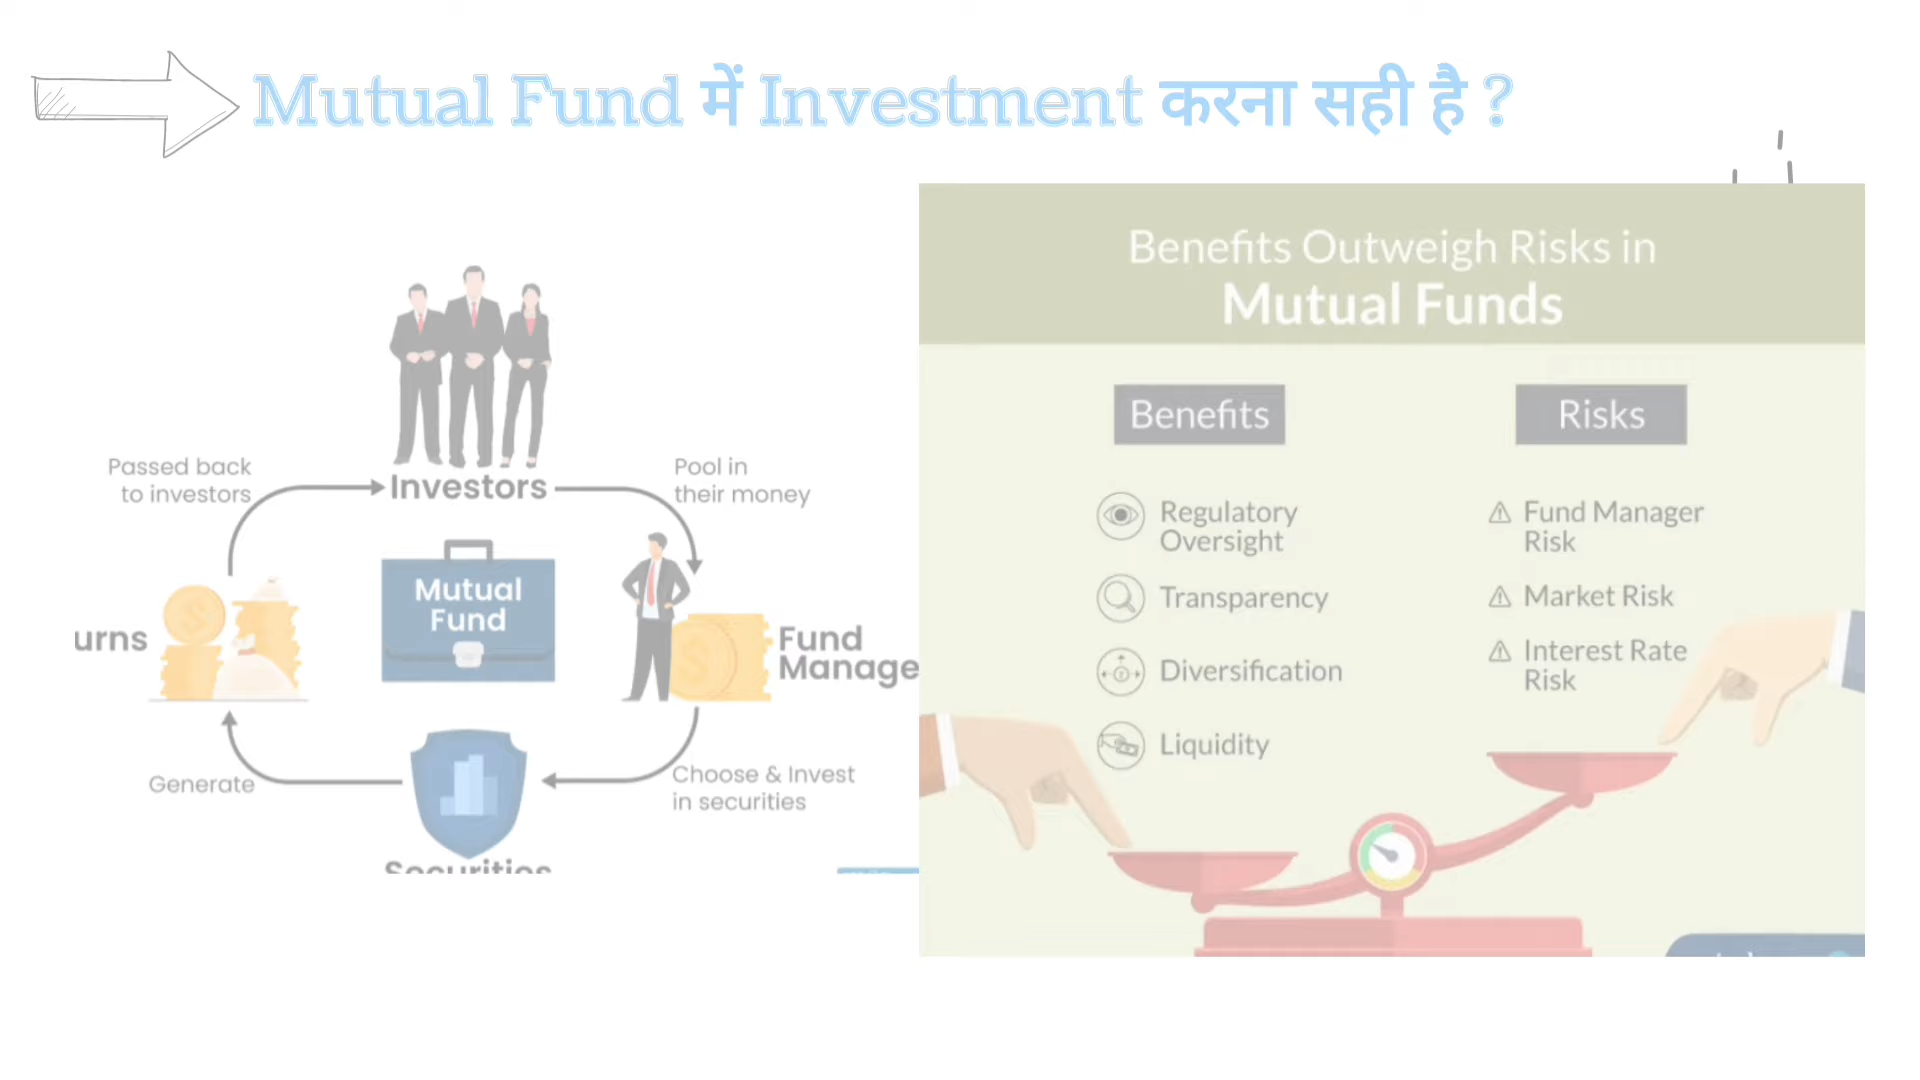 Mutual Fund में Investment करना सही है ?
Passed back
to investors
Investors
Pool in
their money
Mutual
Fund
urns
Fund
Manage
Generate
Choose & Invest
in securities
Securities
Benefits Outweigh Risks in
Mutual Funds
Benefits
Regulatory
Oversight
Transparency
Diversification
Liquidity
Risks
Fund Manager
Risk
Market Risk
Interest Rate
Risk